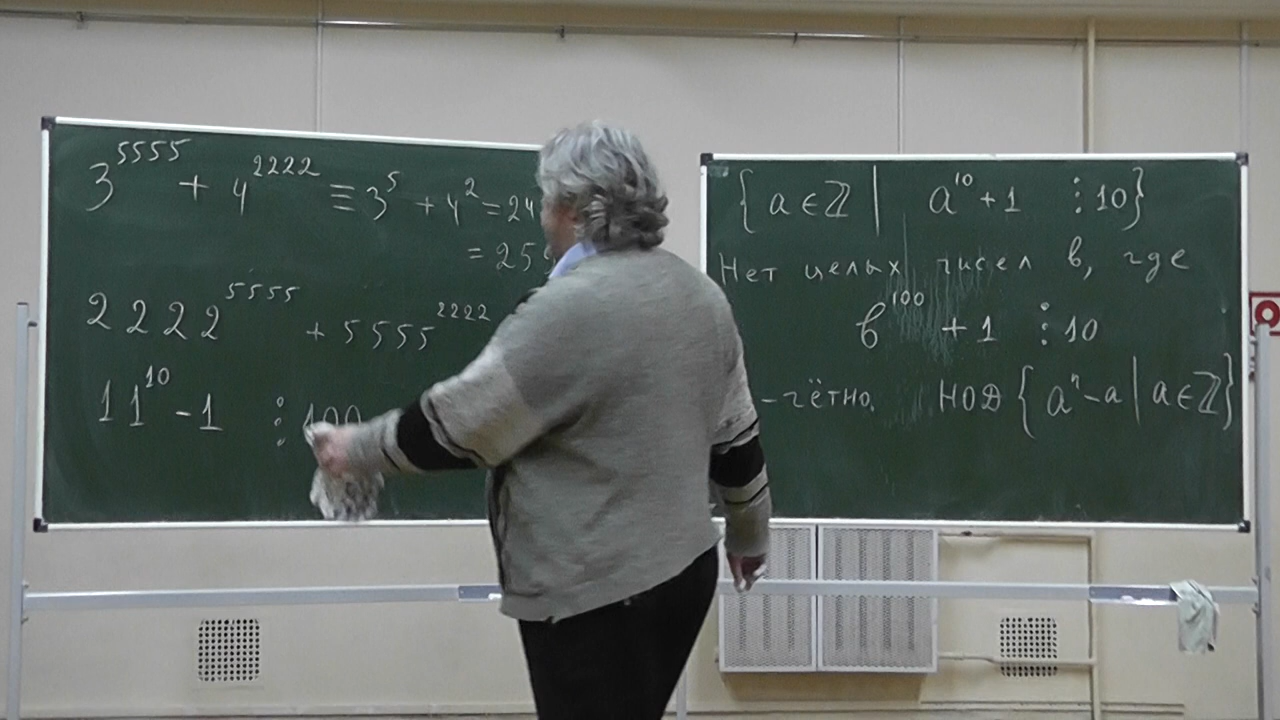 3^5555 + 4^2222 ≡ 3^5 + 4^2 = 24
= 25
2222^5555 + 5555^2222
11^10 - 1 ⋮ 100
{a ∈ ℤ | a^10 + 1 ⋮ 10}
Нет целых чисел в, где
в^100 + 1 ⋮ 10
-чётно. НОД {a^n - a | a ∈ ℤ}